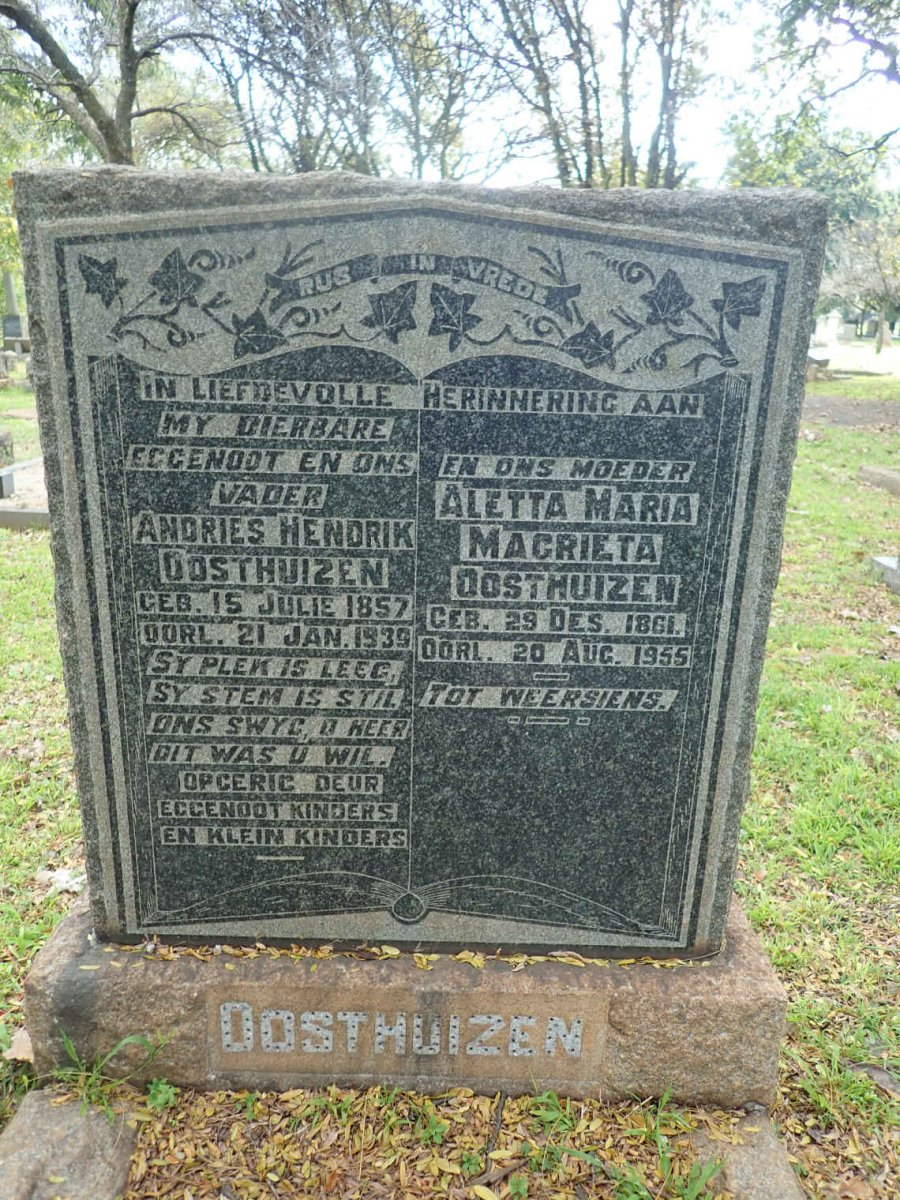 RUS IN VREDE
IN LIEFDEVOLLE HERINNERING AAN
MY DIERBARE
EGGENOOT EN ONS
VADER
ANDRIES HENDRIK
OOSTHUIZEN
GEB. 15 JULIE 1857
OORL. 21 JAN. 1939
SY PLEK IS LEEG,
SY STEM IS STIL
ONS SWYG, O HEER
DIT WAS U WIL.
OPGERIG DEUR
EGGENOOT KINDERS
EN KLEIN KINDERS
EN ONS MOEDER
ALETTA MARIA
MAGRIETA
OOSTHUIZEN
GEB. 29 DES. 1861.
OORL. 20 AUG. 1955
TOT WEERSIENS.
OOSTHUIZEN